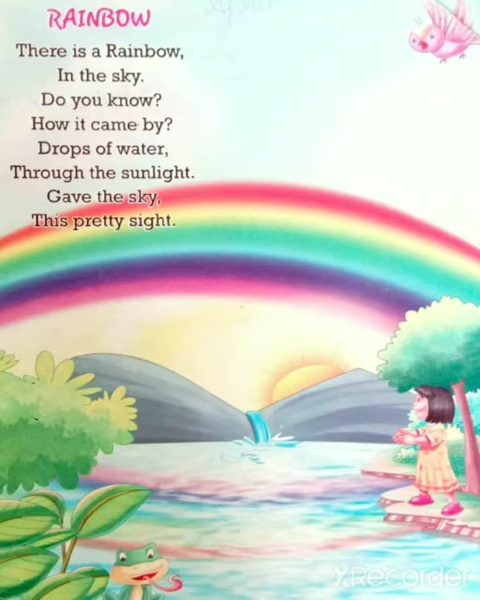 RAINBOW
There is a Rainbow,
In the sky.
Do you know?
How it came by?
Drops of water,
Through the sunlight.
Gave the sky,
This pretty sight.
XRecorder